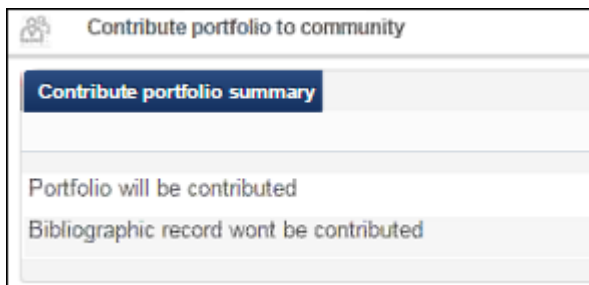 Contribute portfolio to community
Contribute portfolio summary
Portfolio will be contributed
Bibliographic record wont be contributed